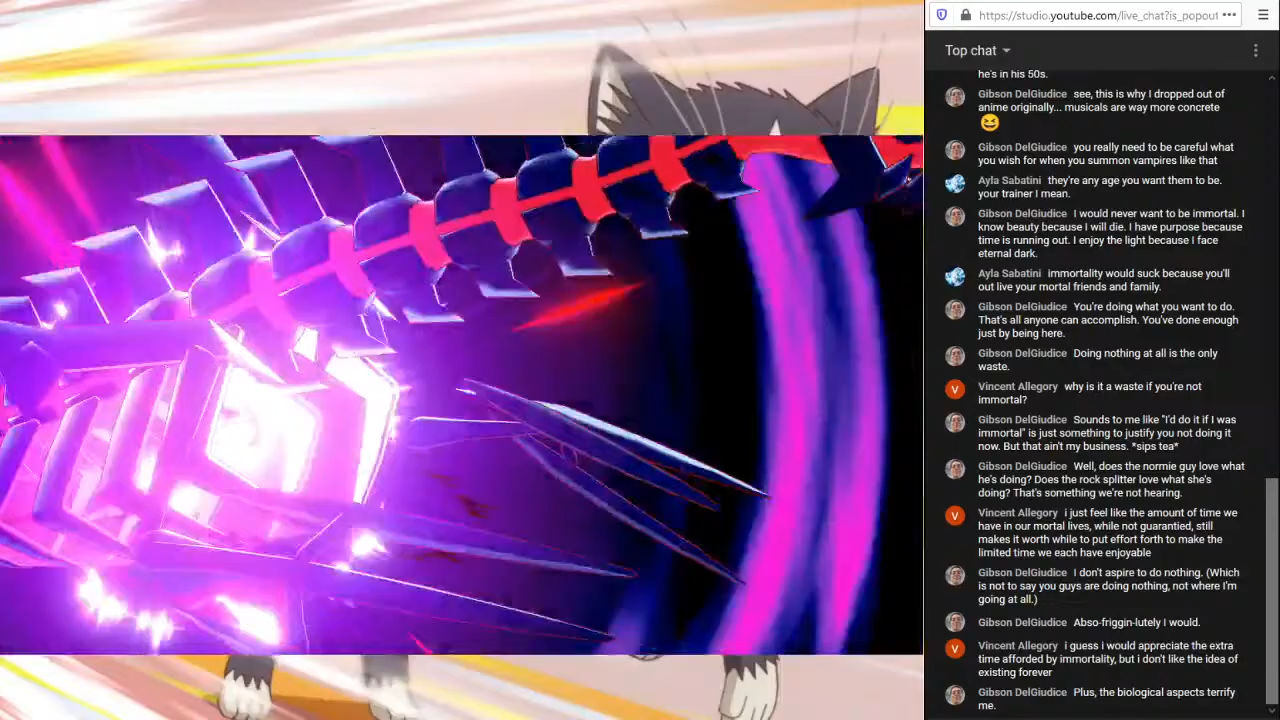 https://studio.youtube.com/live_chat?is_popout
Top chat
he's in his 50s.
Gibson DelGiudice see, this is why I dropped out of
anime originally... musicals are way more concrete
😆
Gibson DelGiudice you really need to be careful what
you wish for when you summon vampires like that
Ayla Sabatini they're any age you want them to be.
your trainer I mean.
Gibson DelGiudice I would never want to be immortal. I
know beauty because I will die. I have purpose because
time is running out. I enjoy the light because I face
eternal dark.
Ayla Sabatini immortality would suck because you'll
out live your mortal friends and family.
Gibson DelGiudice You're doing what you want to do.
That's all anyone can accomplish. You've done enough
just by being here.
Gibson DelGiudice Doing nothing at all is the only
waste.
V
Vincent Allegory why is it a waste if you're not
immortal?
Gibson DelGiudice Sounds to me like "I'd do it if I was
immortal" is just something to justify you not doing it
now. But that ain't my business. *sips tea*
Gibson DelGiudice Well, does the normie guy love what
he's doing? Does the rock splitter love what she's
doing? That's something we're not hearing.
V
Vincent Allegory i just feel like the amount of time we
have in our mortal lives, while not guarantied, still
makes it worth while to put effort forth to make the
limited time we each have enjoyable
Gibson DelGiudice I don't aspire to do nothing. (Which
is not to say you guys are doing nothing, not where I'm
going at all.)
Gibson DelGiudice Abso-friggin-lutely I would.
V
Vincent Allegory i guess i would appreciate the extra
time afforded by immortality, but i don't like the idea of
existing forever
Gibson DelGiudice Plus, the biological aspects terrify
me.